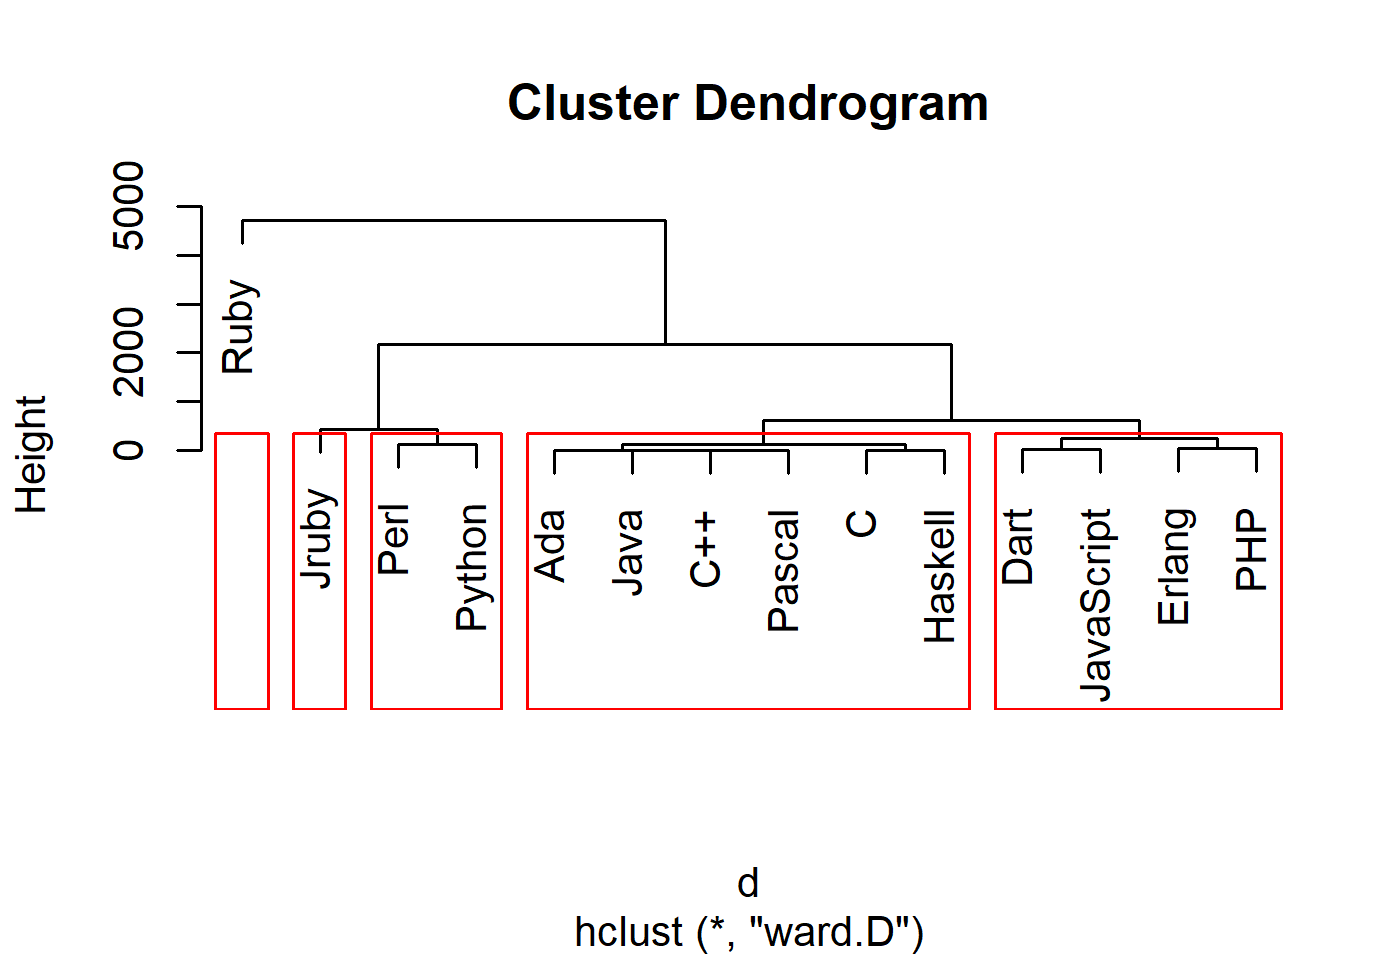 Cluster Dendrogram
Height
5000
2000
0
Ruby
Jruby
Perl
Python
Ada
Java
C++
Pascal
C
Haskell
Dart
JavaScript
Erlang
PHP
d
hclust (*, "ward.D")